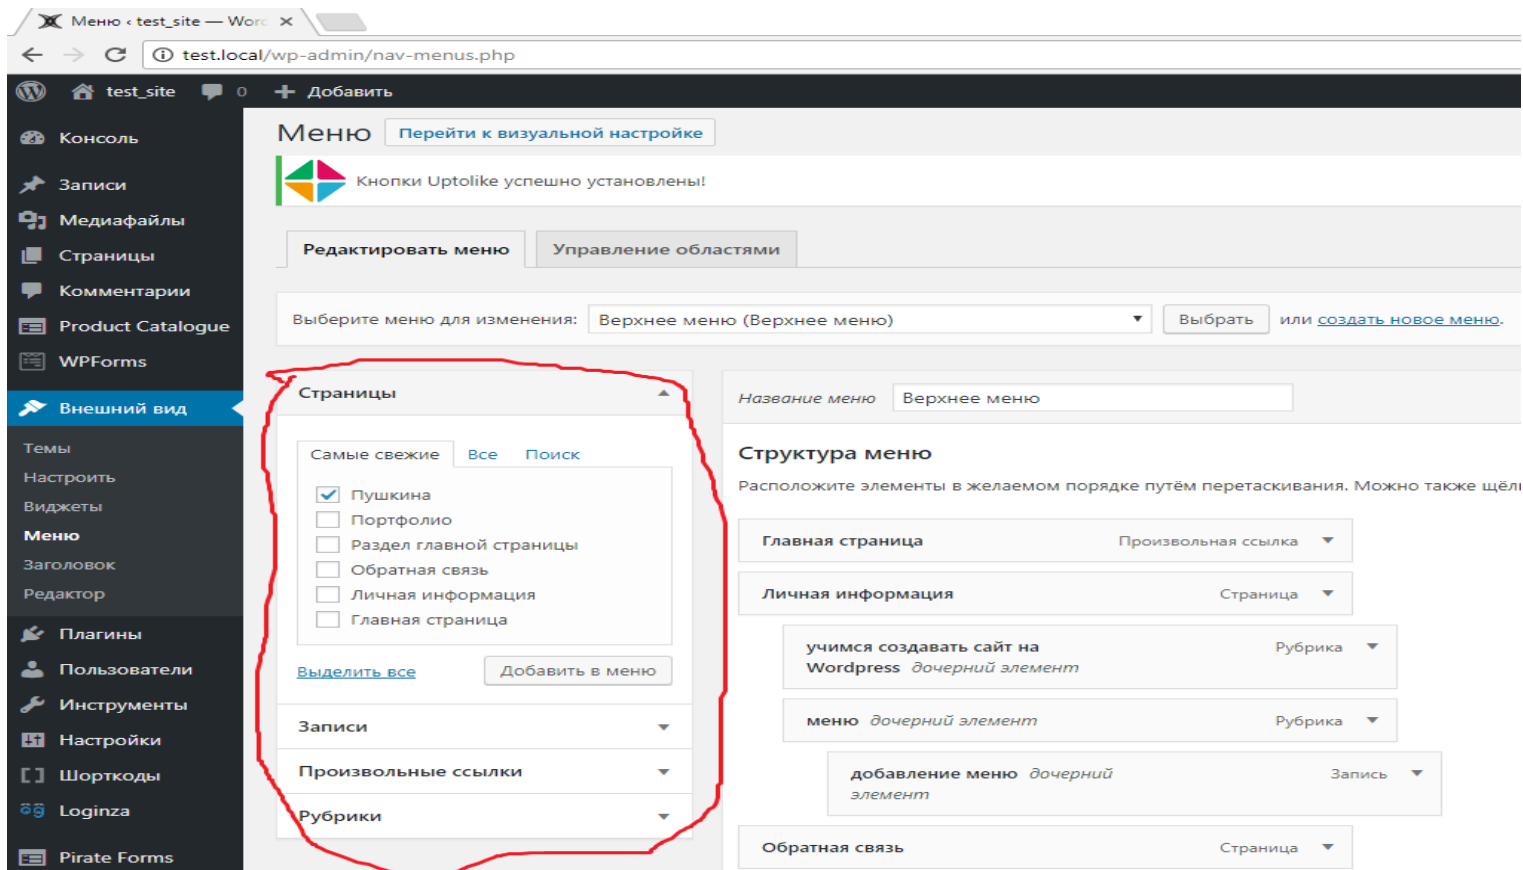 Меню ‹ test_site — Word
test.local/wp-admin/nav-menus.php
test_site 0 Добавить
Консоль
Записи
Медиафайлы
Страницы
Комментарии
Product Catalogue
WPForms
Внешний вид
Темы
Настроить
Виджеты
Меню
Заголовок
Редактор
Плагины
Пользователи
Инструменты
Настройки
Шорткоды
Loginza
Pirate Forms
Меню Перейти к визуальной настройке
Кнопки Uptolike успешно установлены!
Редактировать меню Управление областями
Выберите меню для изменения: Верхнее меню (Верхнее меню) Выбрать или создать новое меню.
Страницы
Самые свежие Все Поиск
Пушкина
Портфолио
Раздел главной страницы
Обратная связь
Личная информация
Главная страница
Выделить все Добавить в меню
Записи
Произвольные ссылки
Рубрики
Название меню Верхнее меню
Структура меню
Расположите элементы в желаемом порядке путём перетаскивания. Можно также щёл
Главная страница Произвольная ссылка
Личная информация Страница
учимся создавать сайт на Рубрика
Wordpress дочерний элемент
меню дочерний элемент Рубрика
добавление меню дочерний Запись
элемент
Обратная связь Страница